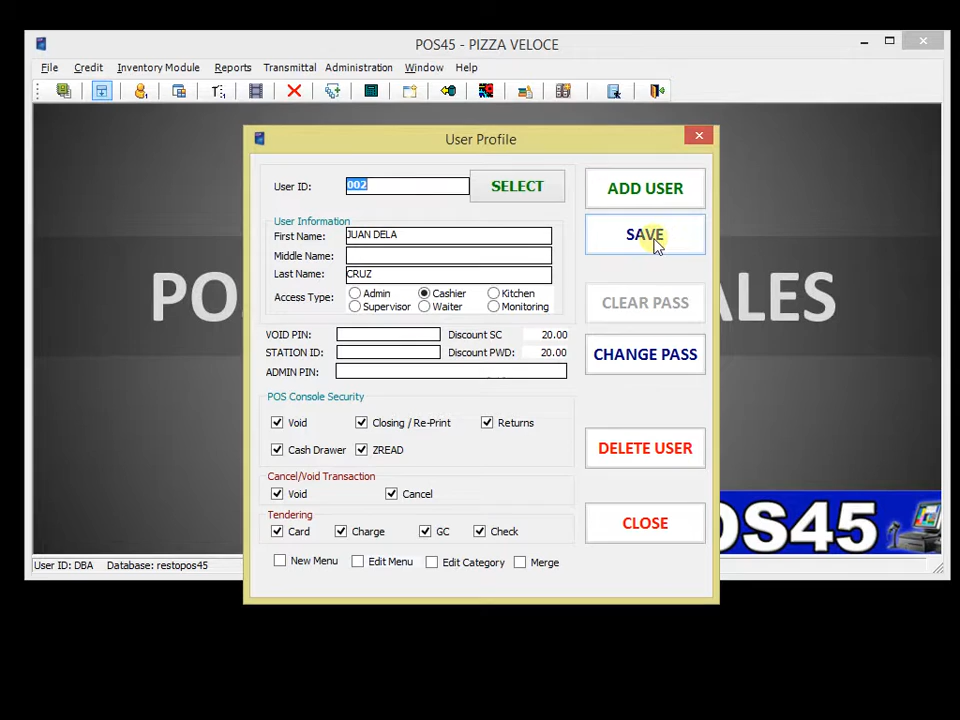 POS45 - PIZZA VELOCE
File Credit Inventory Module Reports Transmittal Administration Window Help
User Profile
User ID: 002 SELECT ADD USER
User Information
First Name: JUAN DELA SAVE
Middle Name:
Last Name: CRUZ
Access Type: Admin Cashier Kitchen
Supervisor Waiter Monitoring
CLEAR PASS
PO ALES
VOID PIN: Discount SC 20.00
STATION ID: Discount PWD: 20.00
CHANGE PASS
ADMIN PIN:
POS Console Security
Void Closing / Re-Print Returns
Cash Drawer ZREAD DELETE USER
Cancel/Void Transaction
Void Cancel
Tendering
Card Charge GC Check CLOSE
OS45
New Menu Edit Menu Edit Category Merge
User ID: DBA Database: restopos45